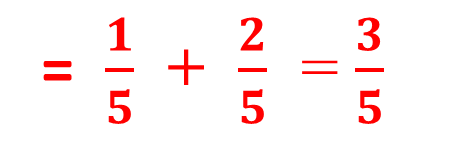 = 1/5 + 2/5 = 3/5